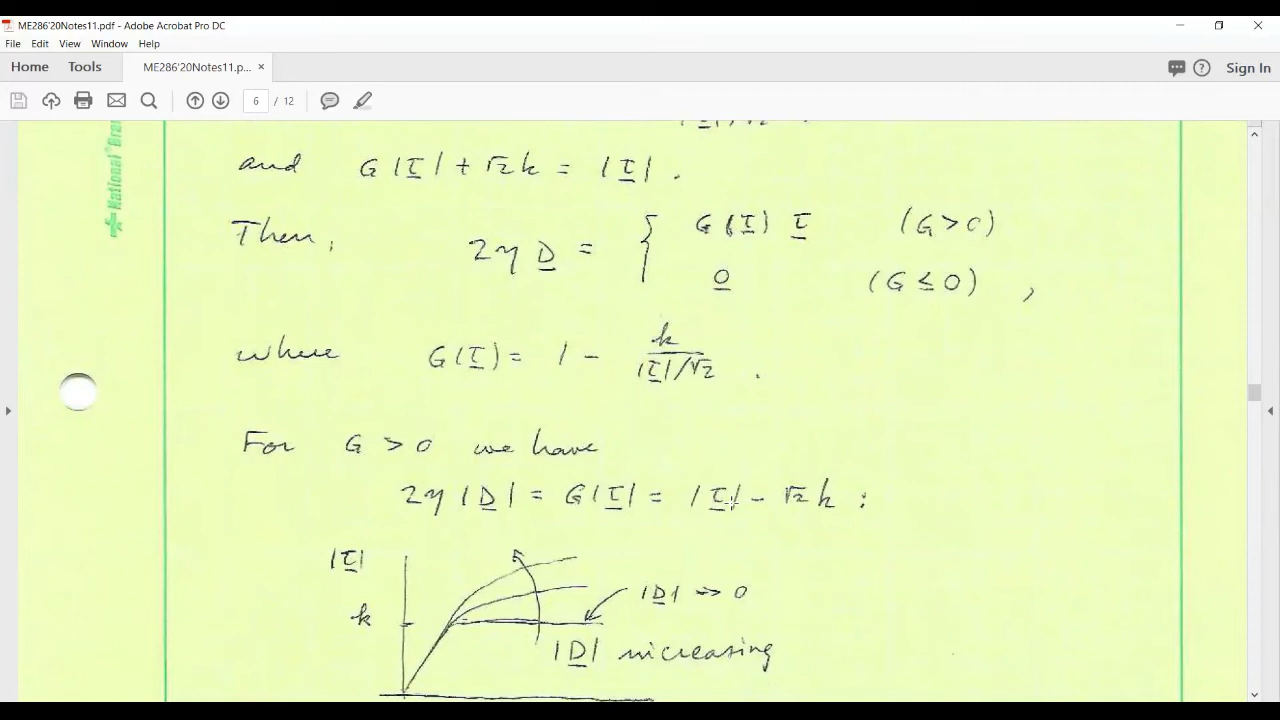 ME286'20Notes11.pdf - Adobe Acrobat Pro DC
File Edit View Window Help
Home Tools ME286'20Notes11.p... × Sign In
6 / 12
National Bran
and G|τ| + √2 k = |τ| .
Then, 2η D = { G(τ) τ (G > 0)
0 (G ≤ 0) ,
where G(τ) = 1 - k / |τ|/√2 .
For G > 0 we have
2η |D| = G|τ| = |τ| - √2 k :
|τ|
k
|D| → 0
|D| increasing